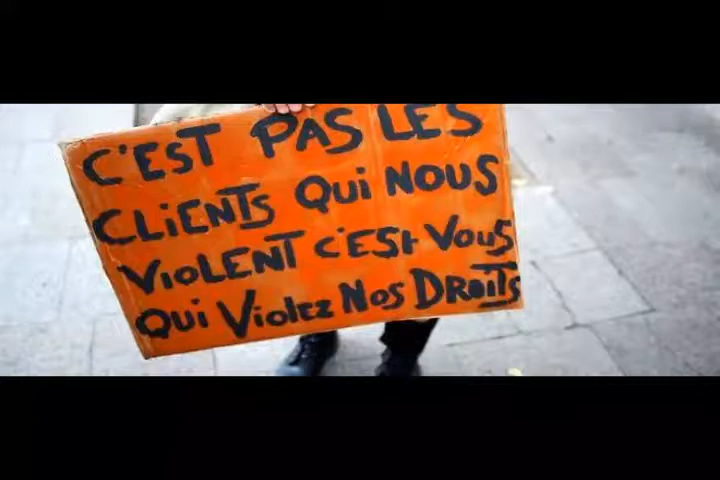 C'EST PAS LES
CLIENTS QUI NOUS
VIOLENT C'EST VOUS
QUI VIOLEZ NOS DROITS